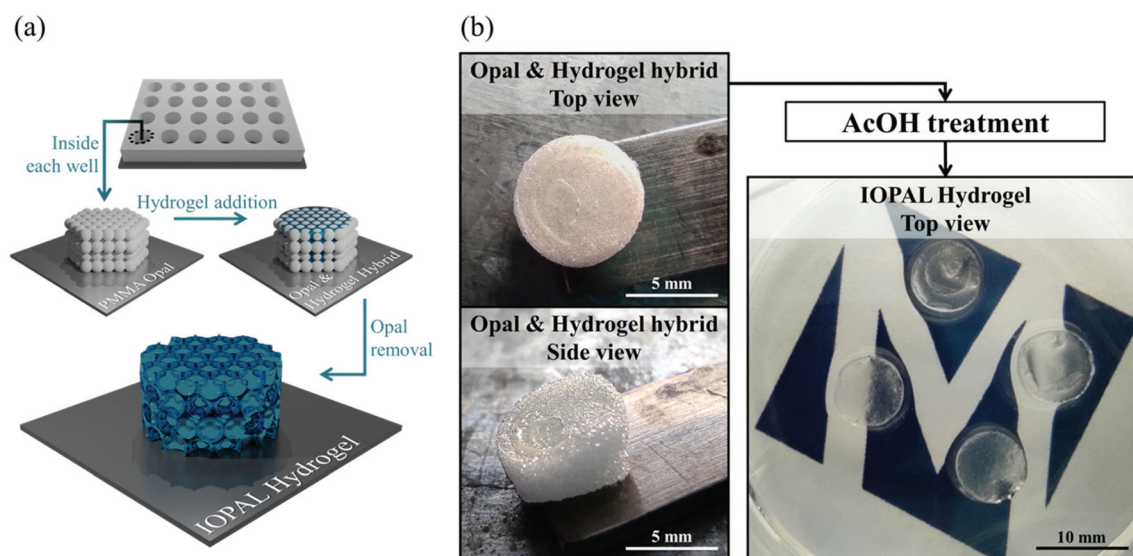 (a)
Inside
each well
Hydrogel addition
PMMA Opal
Opal &
Hydrogel Hybrid
Opal
removal
IOPAL Hydrogel
(b)
Opal & Hydrogel hybrid
Top view
5 mm
Opal & Hydrogel hybrid
Side view
5 mm
AcOH treatment
IOPAL Hydrogel
Top view
10 mm